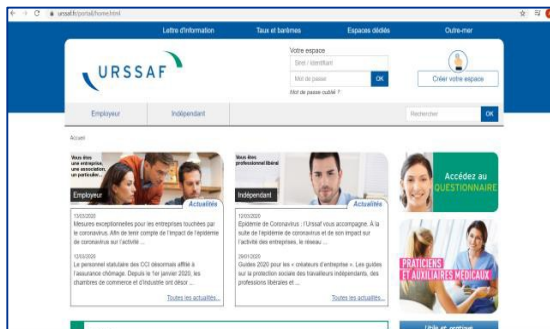 urssaf.fr/portail/home.html
Lettre d'information
Taux et barèmes
Espaces dédiés
Outre-mer
URSSAF
Votre espace
Siret / Identifiant
Mot de passe
OK
Mot de passe oublié ?
Créer votre espace
Employeur
Indépendant
Rechercher
OK
Accueil
Vous êtes
une entreprise,
une association,
un particulier...
Employeur
Actualités
13/03/2020
Mesures exceptionnelles pour les entreprises touchées par
le coronavirus. Afin de tenir compte de l'impact de l'épidémie
de coronavirus sur l'activité ...
12/03/2020
Le personnel statutaire des CCI désormais affilié à
l'assurance chômage. Depuis le 1er janvier 2020, les
chambres de commerce et d'industrie ont désor ...
Toutes les actualités...
Vous êtes
professionnel libéral
Indépendant
Actualités
12/03/2020
Epidémie de Coronavirus : l'Urssaf vous accompagne. À la
suite de l'épidémie de coronavirus et de son impact sur
l'activité des entreprises, le réseau ...
29/01/2020
Guides 2020 pour les « créateurs d'entreprise ». Les guides
sur la protection sociale des travailleurs indépendants, des
professions libérales et ...
Toutes les actualités...
Accédez au
QUESTIONNAIRE
PRATICIENS
ET AUXILIAIRES MEDICAUX
Utile et pratique